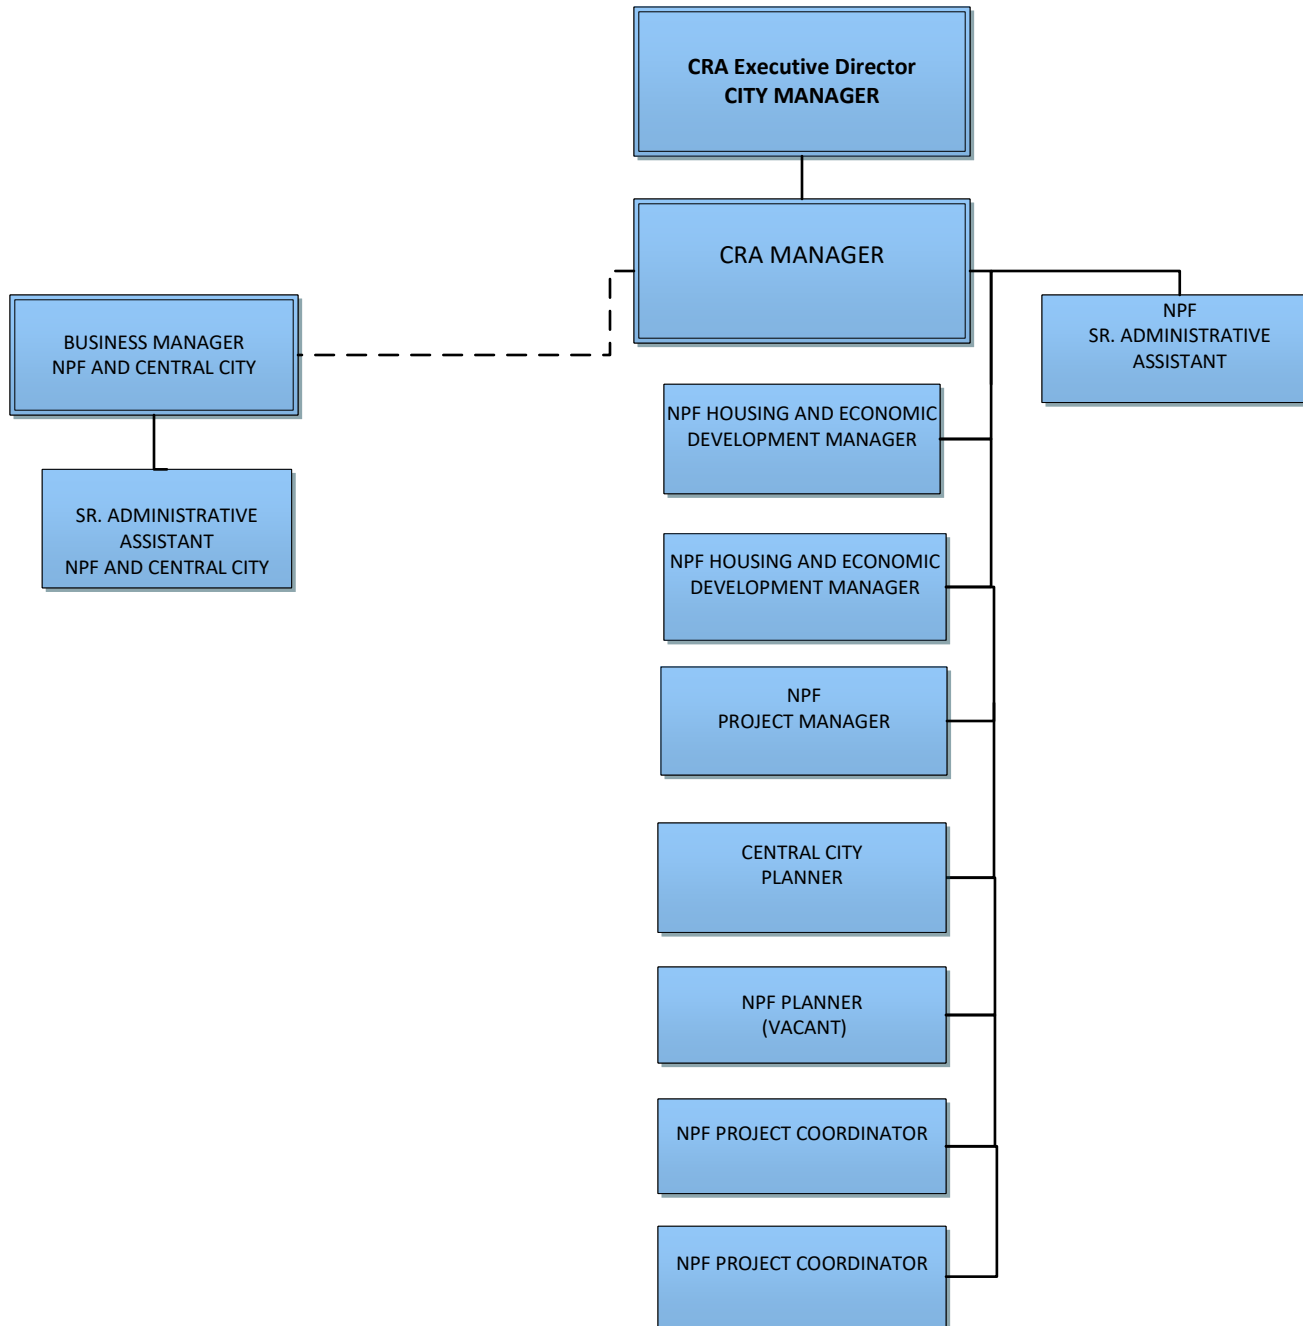 CRA Executive Director
CITY MANAGER
CRA MANAGER
BUSINESS MANAGER
NPF AND CENTRAL CITY
SR. ADMINISTRATIVE
ASSISTANT
NPF AND CENTRAL CITY
NPF
SR. ADMINISTRATIVE
ASSISTANT
NPF HOUSING AND ECONOMIC
DEVELOPMENT MANAGER
NPF HOUSING AND ECONOMIC
DEVELOPMENT MANAGER
NPF
PROJECT MANAGER
CENTRAL CITY
PLANNER
NPF PLANNER
(VACANT)
NPF PROJECT COORDINATOR
NPF PROJECT COORDINATOR